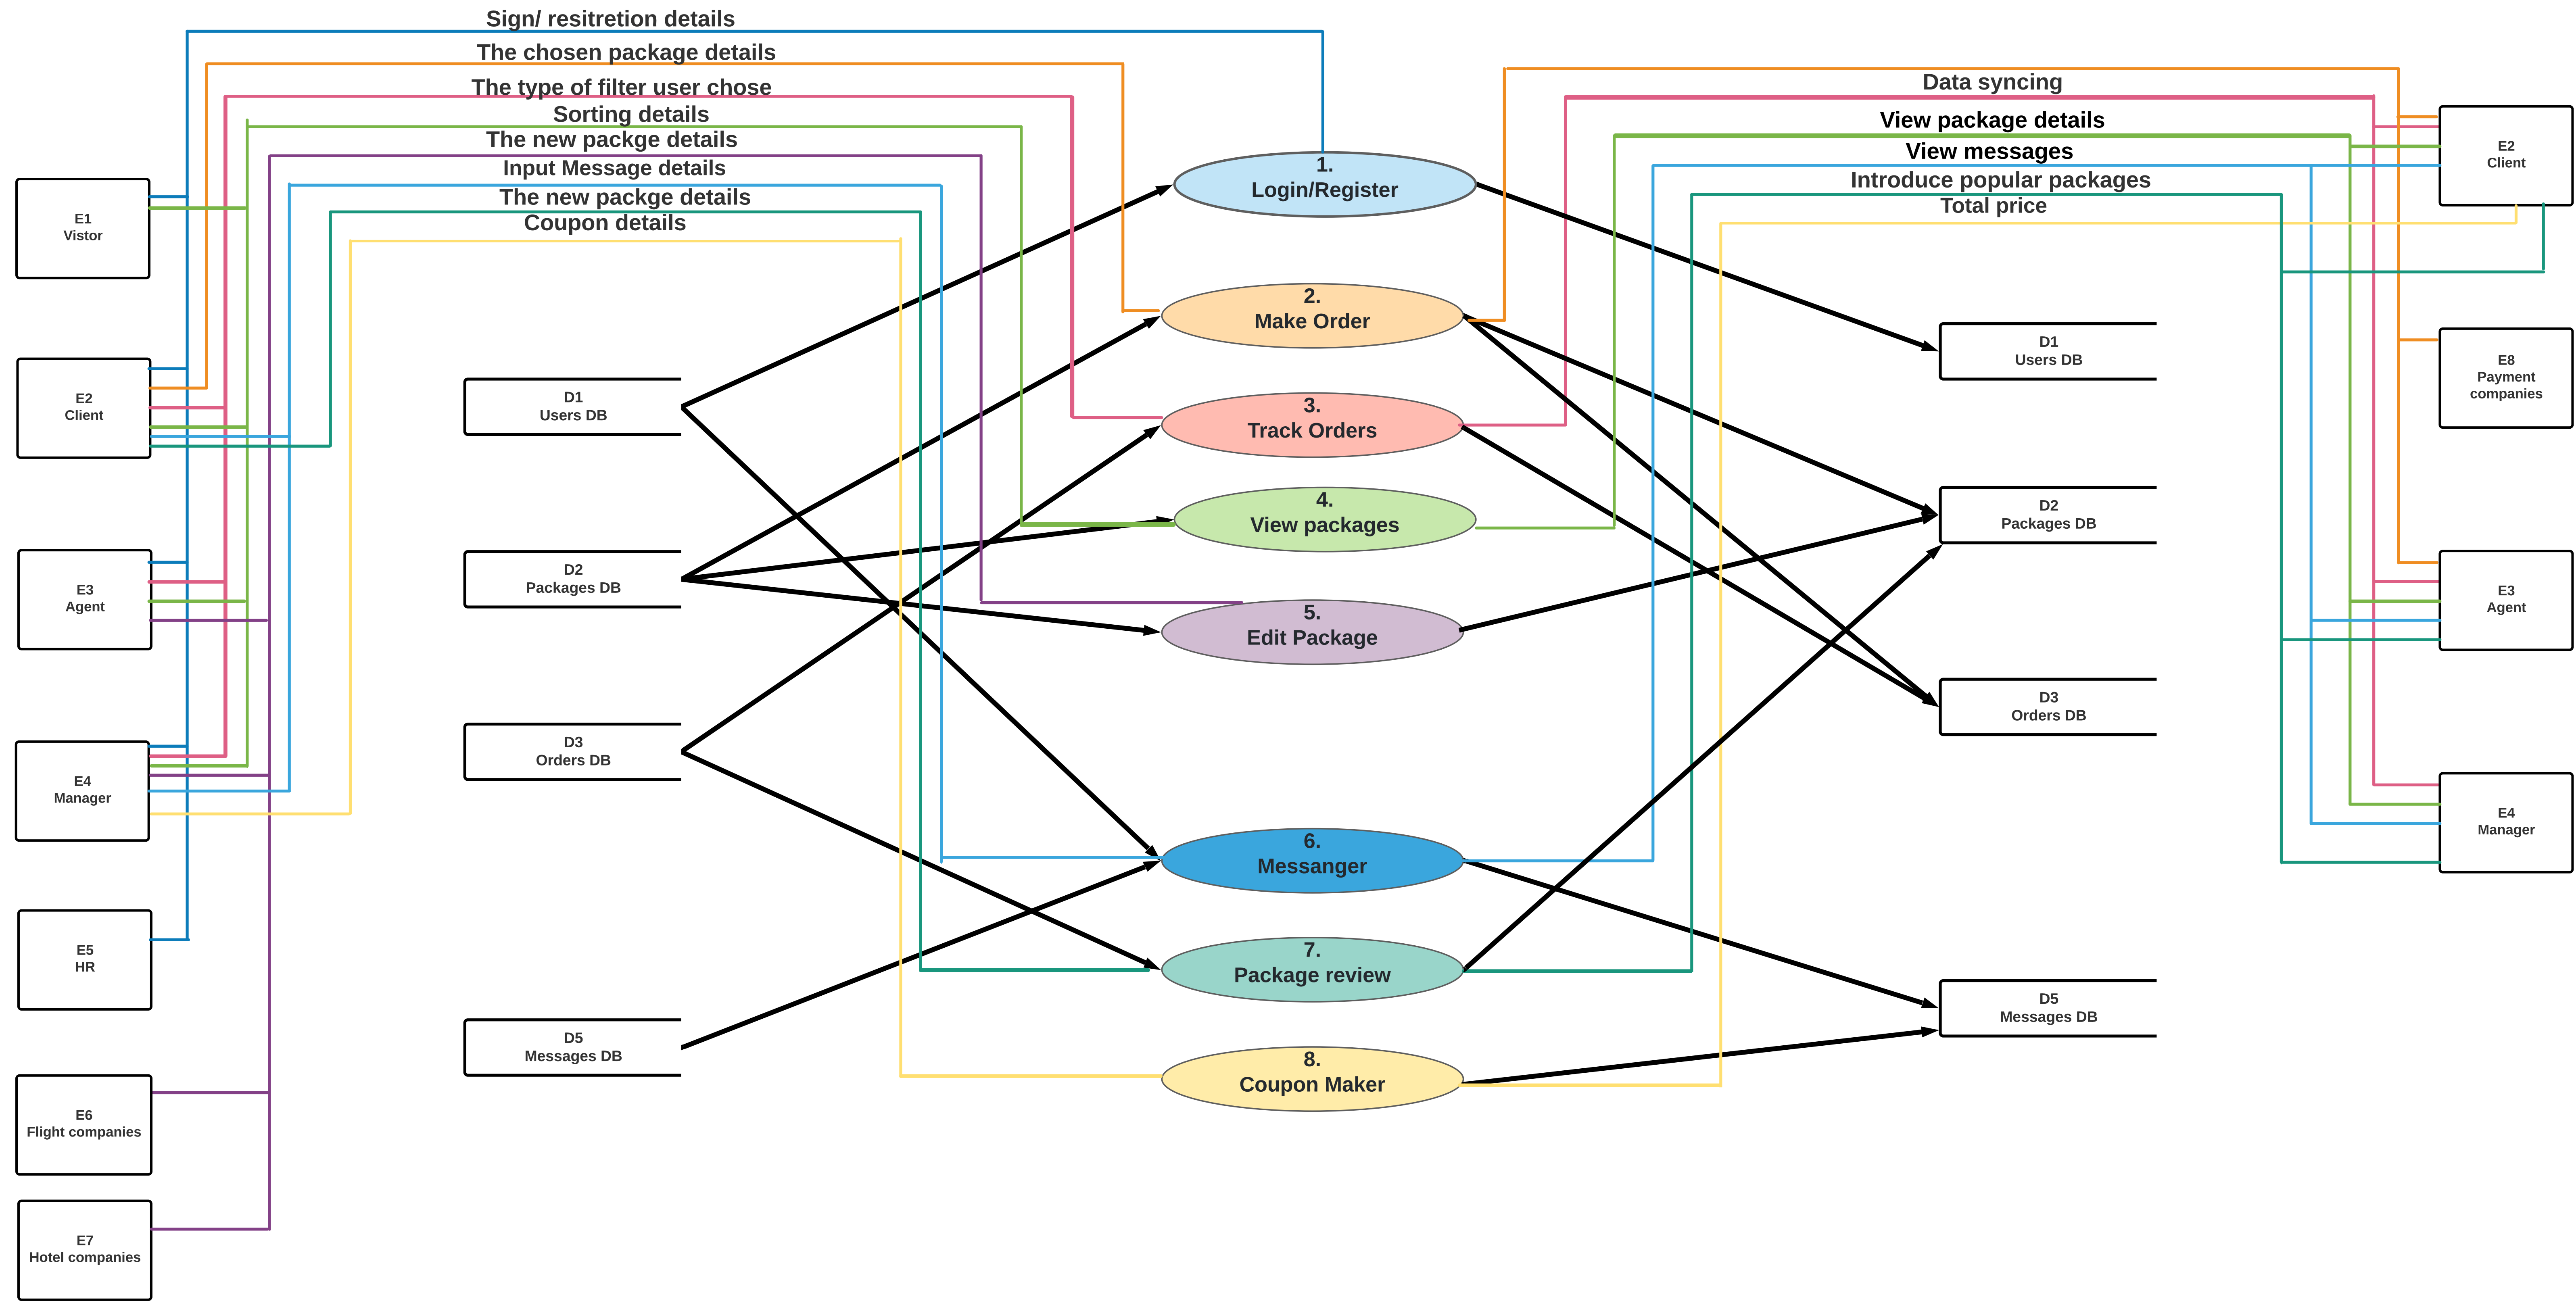 Sign/ resitretion details
The chosen package details
The type of filter user chose
Sorting details
The new packge details
Input Message details
The new packge details
Coupon details
Data syncing
View package details
View messages
Introduce popular packages
Total price
E1
Vistor
E2
Client
E3
Agent
E4
Manager
E5
HR
E6
Flight companies
E7
Hotel companies
D1
Users DB
D2
Packages DB
D3
Orders DB
D5
Messages DB
1.
Login/Register
2.
Make Order
3.
Track Orders
4.
View packages
5.
Edit Package
6.
Messanger
7.
Package review
8.
Coupon Maker
D1
Users DB
D2
Packages DB
D3
Orders DB
D5
Messages DB
E2
Client
E8
Payment
companies
E3
Agent
E4
Manager